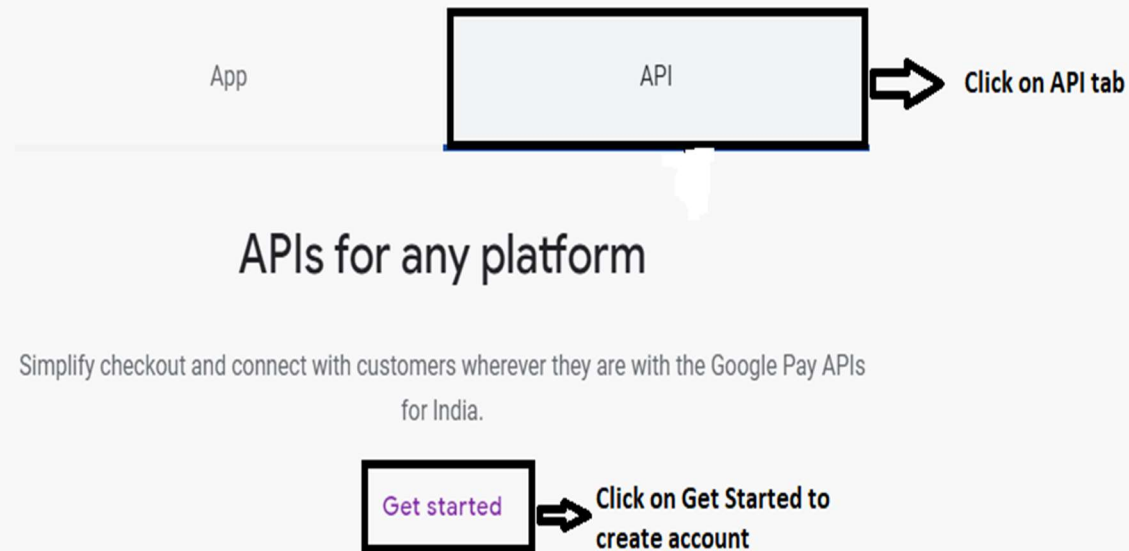 App
API
Click on API tab
APIs for any platform
Simplify checkout and connect with customers wherever they are with the Google Pay APIs
for India.
Get started
Click on Get Started to
create account